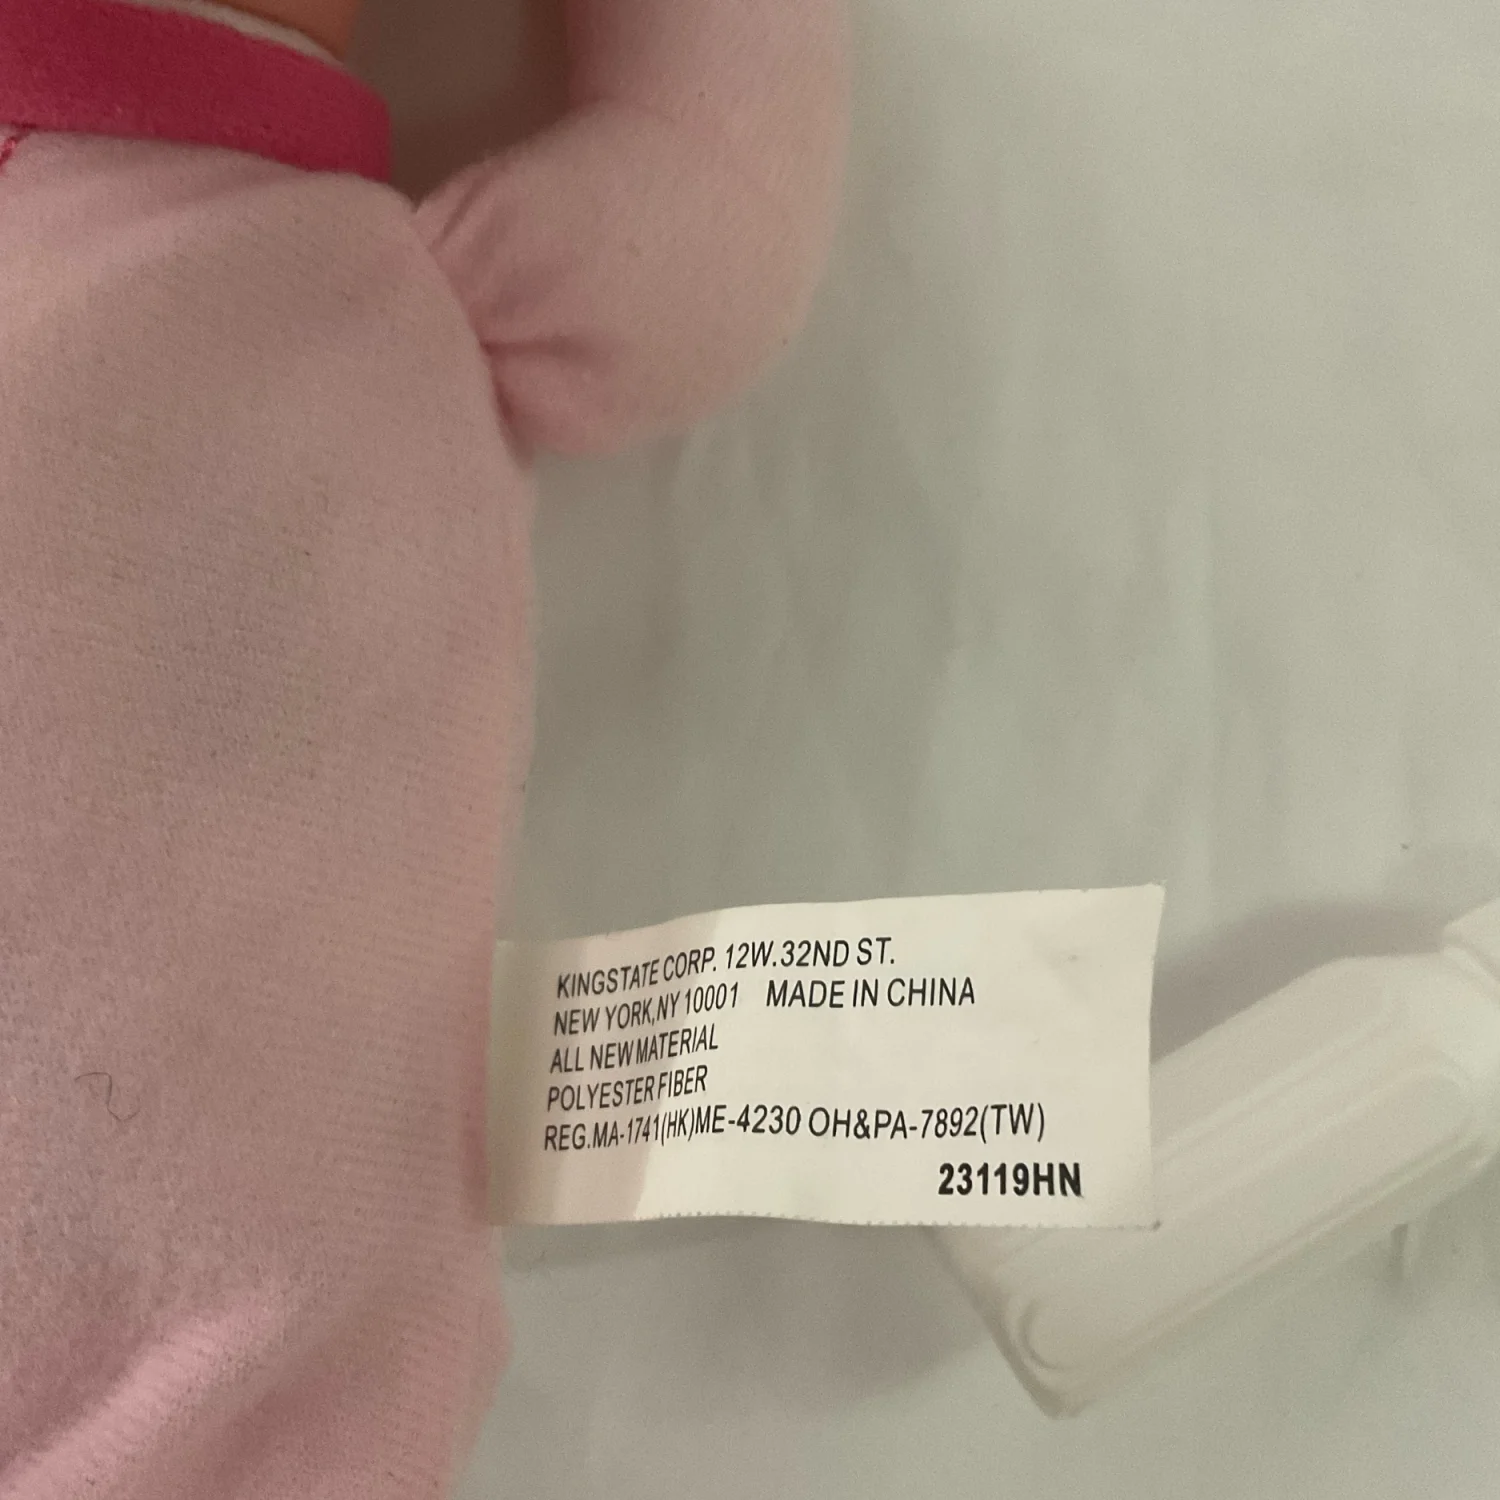 KINGSTATE CORP. 12W.32ND ST.
NEW YORK,NY 10001 MADE IN CHINA
ALL NEW MATERIAL
POLYESTER FIBER
REG.MA-1741(HK)ME-4230 OH&PA-7892(TW)
23119HN